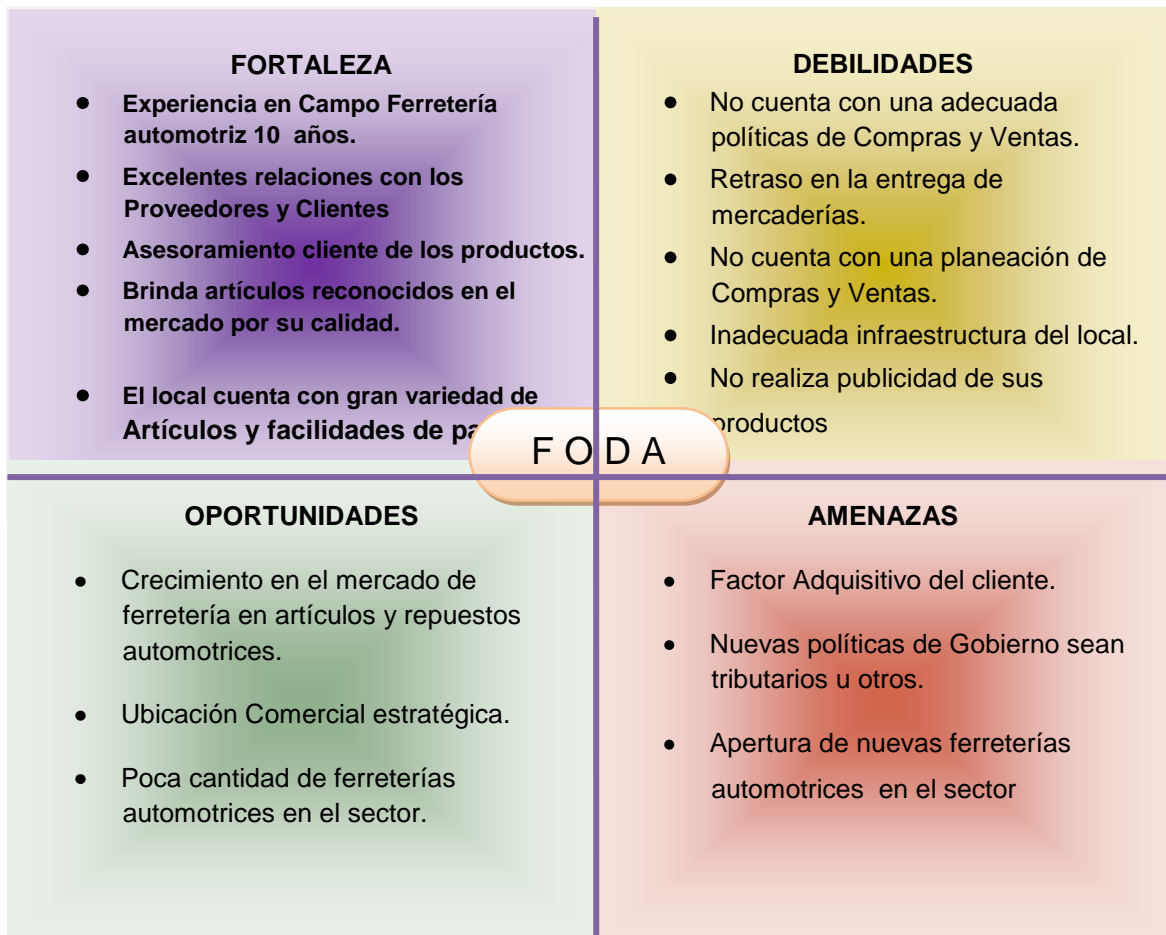 FORTALEZA
Experiencia en Campo Ferretería
automotriz 10 años.
Excelentes relaciones con los
Proveedores y Clientes
Asesoramiento cliente de los productos.
Brinda artículos reconocidos en el
mercado por su calidad.
El local cuenta con gran variedad de
Artículos y facilidades de
DEBILIDADES
No cuenta con una adecuada
políticas de Compras y Ventas.
Retraso en la entrega de
mercaderías.
No cuenta con una planeación de
Compras y Ventas.
Inadecuada infraestructura del local.
No realiza publicidad de sus
productos
F O D A
OPORTUNIDADES
Crecimiento en el mercado de
ferretería en artículos y repuestos
automotrices.
Ubicación Comercial estratégica.
Poca cantidad de ferreterías
automotrices en el sector.
AMENAZAS
Factor Adquisitivo del cliente.
Nuevas políticas de Gobierno sean
tributarios u otros.
Apertura de nuevas ferreterías
automotrices en el sector